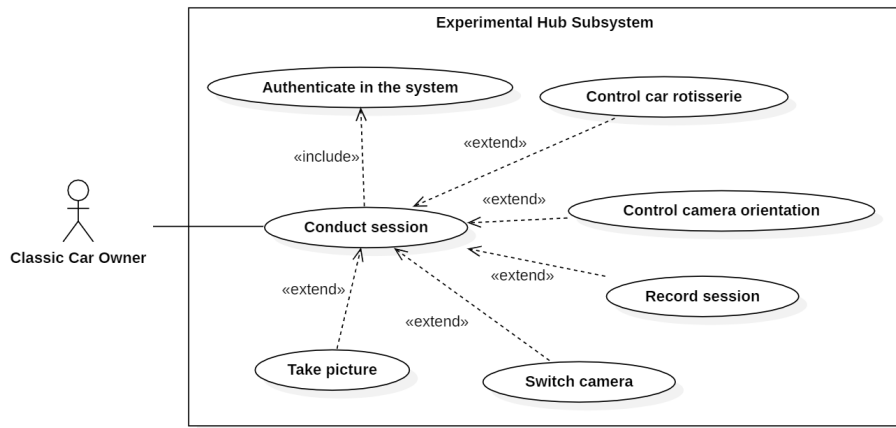 Experimental Hub Subsystem
Authenticate in the system
Control car rotisserie
«extend»
«include»
«extend»
Control camera orientation
Conduct session
Classic Car Owner
«extend»
«extend»
Record session
«extend»
Take picture
Switch camera